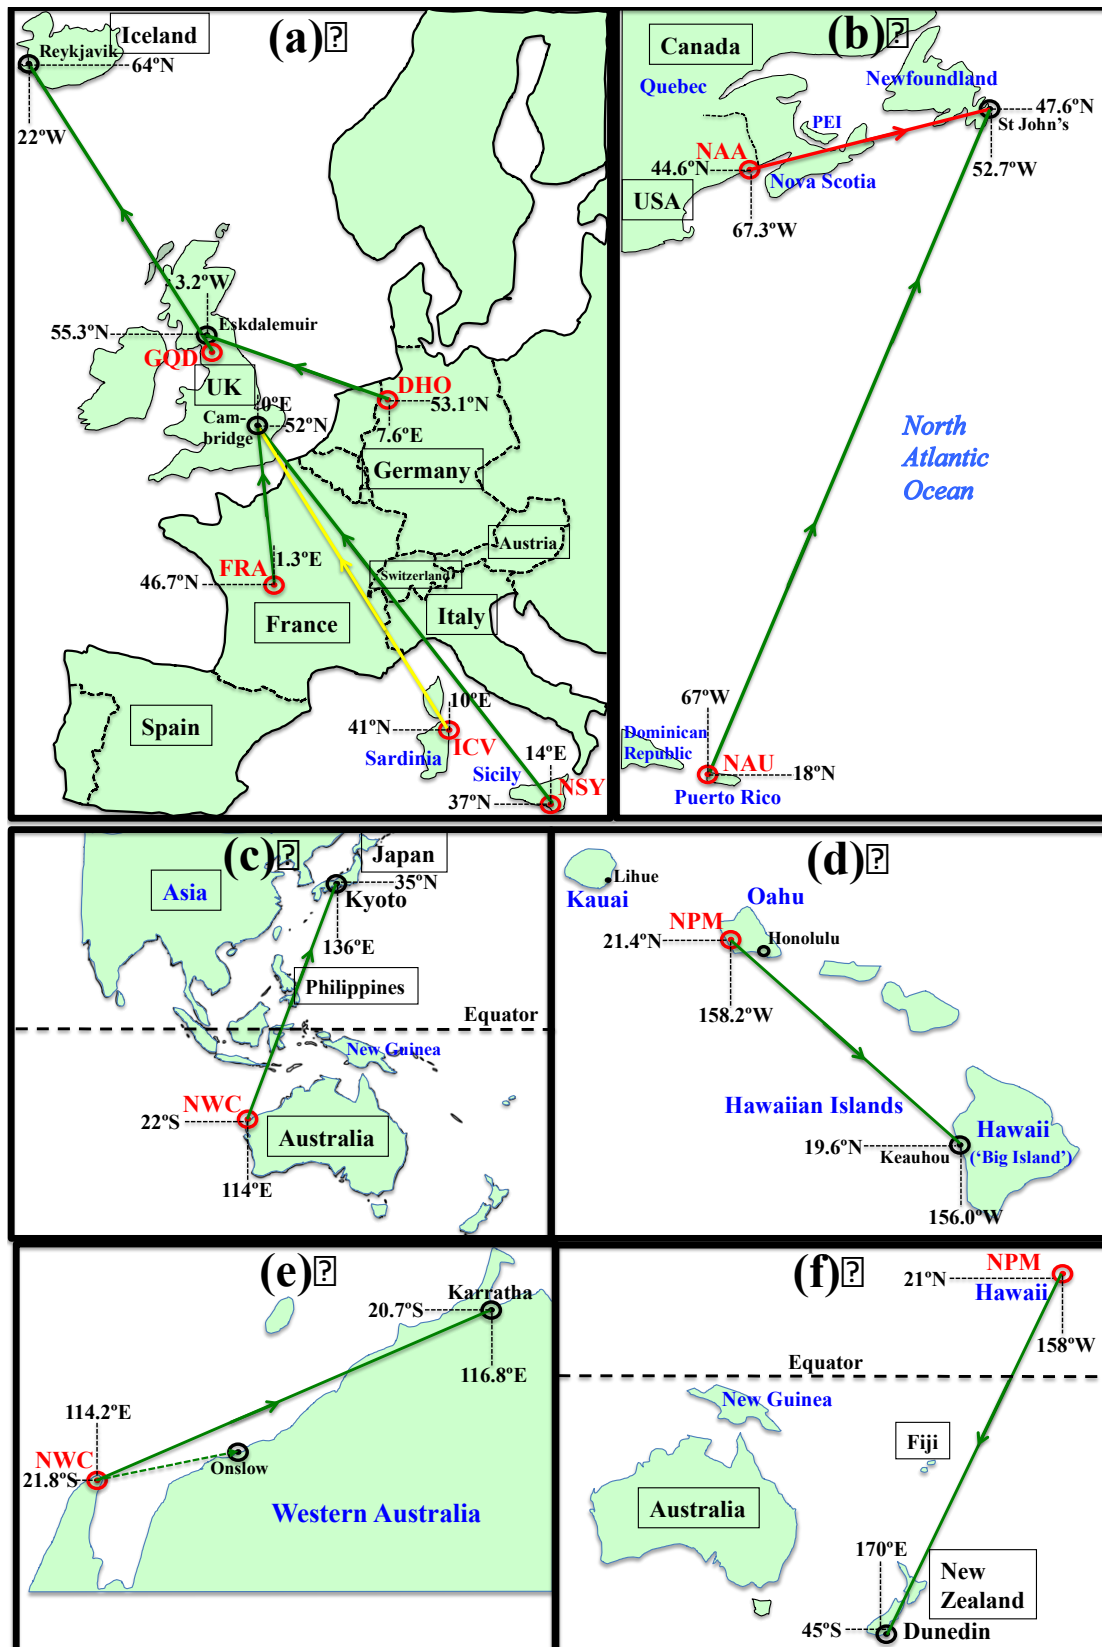 (a)
Iceland
Reykjavik
64ºN
22ºW
3.2ºW
55.3ºN
Eskdalemuir
GQD
UK
DHO
53.1ºN
7.6ºE
0ºE
Cam-
bridge
52ºN
Germany
Austria
Switzerland
1.3ºE
FRA
46.7ºN
France
Italy
Spain
10ºE
41ºN
ICV
Sardinia
14ºE
Sicily
NSY
37ºN
(b)
Canada
Quebec
Newfoundland
47.6ºN
St John's
PEI
NAA
44.6ºN
Nova Scotia
52.7ºW
USA
67.3ºW
North
Atlantic
Ocean
67ºW
Dominican
Republic
NAU
18ºN
Puerto Rico
(c)
Japan
Asia
35ºN
Kyoto
136ºE
Philippines
Equator
New Guinea
NWC
22ºS
Australia
114ºE
(d)
Lihue
Kauai
Oahu
NPM
21.4ºN
Honolulu
158.2ºW
Hawaiian Islands
Hawaii
19.6ºN
Keauhou
('Big Island')
156.0ºW
(e)
Karratha
20.7ºS
116.8ºE
114.2ºE
NWC
21.8ºS
Onslow
Western Australia
(f)
NPM
21ºN
Hawaii
158ºW
Equator
New Guinea
Fiji
Australia
170ºE
New
Zealand
45ºS
Dunedin